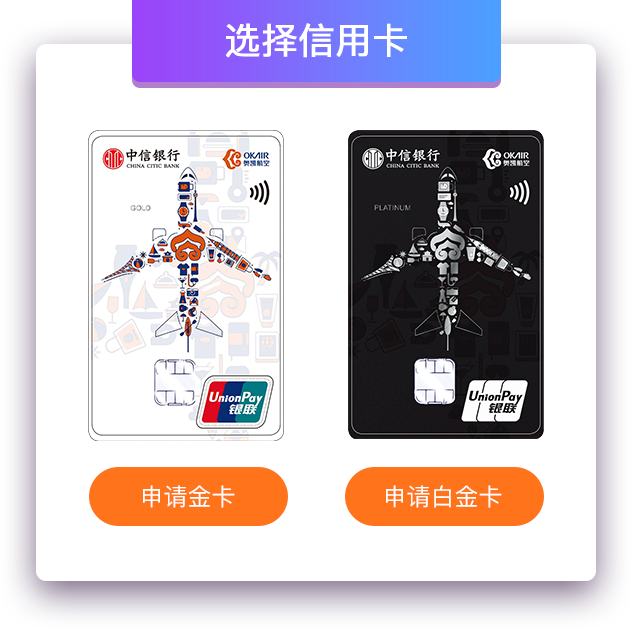 选择信用卡
中信银行
CHINA CITIC BANK
OKAIR
奥凯航空
GOLD
UnionPay
银联
中信银行
CHINA CITIC BANK
OKAIR
奥凯航空
PLATINUM
UnionPay
银联
申请金卡
申请白金卡